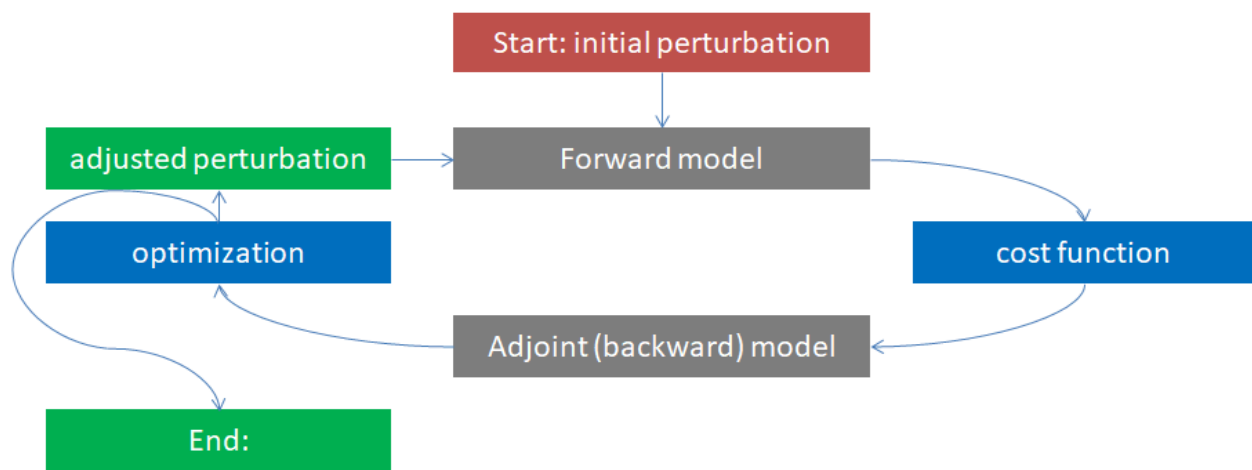 Start: initial perturbation
adjusted perturbation
Forward model
optimization
cost function
Adjoint (backward) model
End: